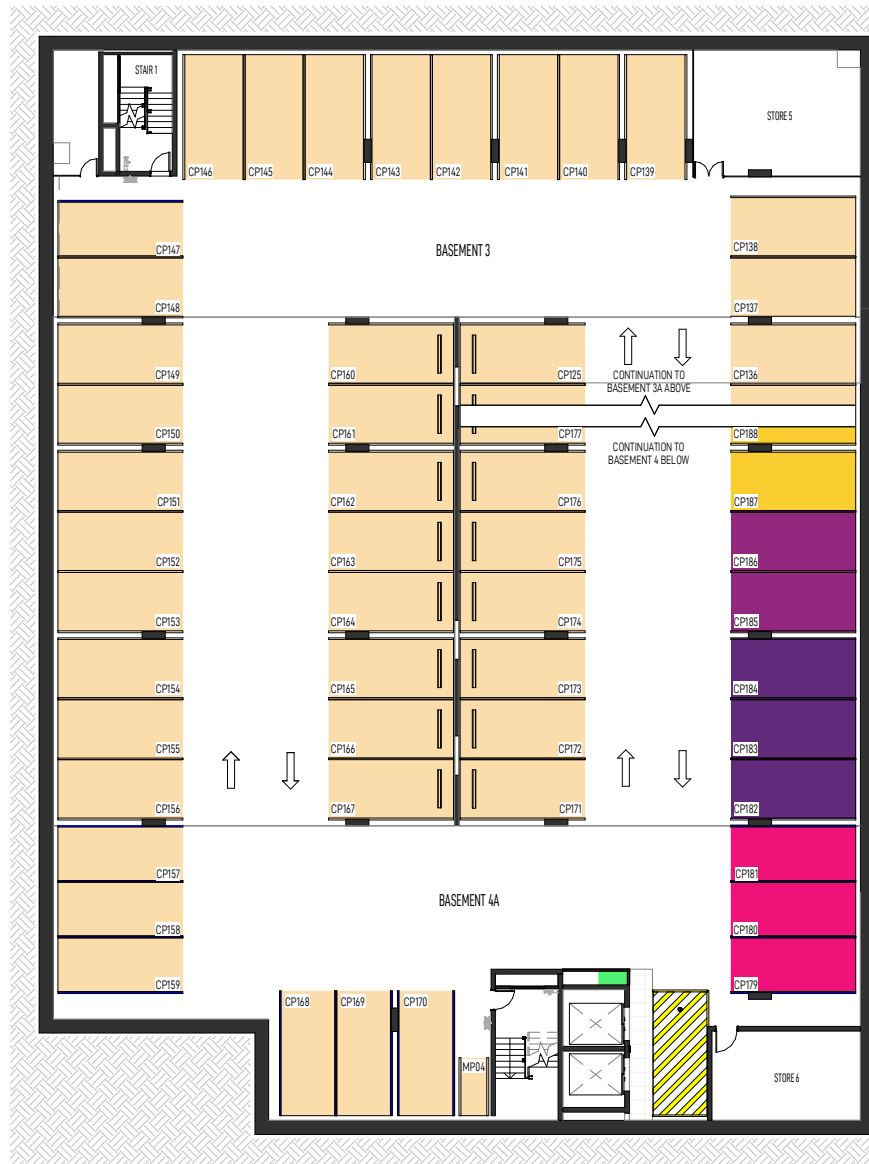 STAIR 1
STORE 5
CP146
CP145
CP144
CP143
CP142
CP141
CP140
CP139
CP147
BASEMENT 3
CP138
CP148
CP137
CP149
CP160
CP125
CONTINUATION TO
BASEMENT 3A ABOVE
CP136
CP150
CP161
CP177
CP188
CONTINUATION TO
BASEMENT 4 BELOW
CP151
CP162
CP176
CP187
CP152
CP163
CP175
CP186
CP153
CP164
CP174
CP185
CP154
CP165
CP173
CP184
CP155
CP166
CP172
CP183
CP156
CP167
CP171
CP182
CP157
CP181
BASEMENT 4A
CP158
CP180
CP159
CP179
CP168
CP169
CP170
MP04
STORE 6